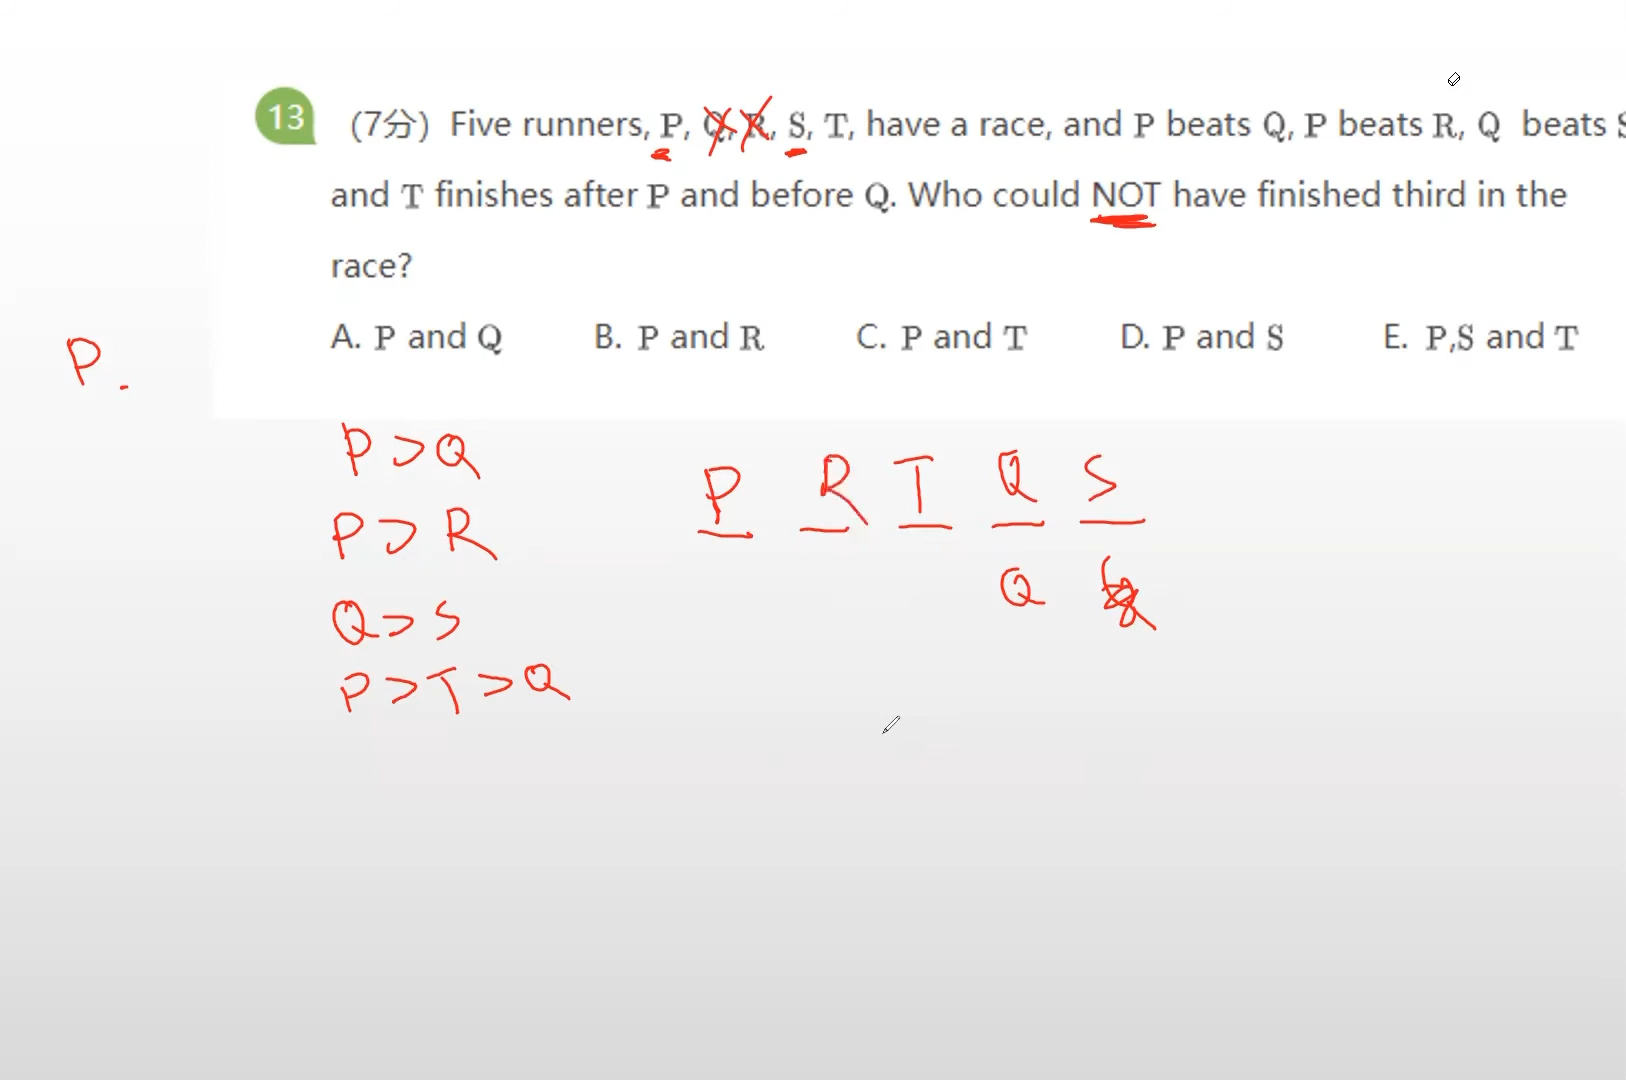 13 (7分) Five runners, P, Q, R, S, T, have a race, and P beats Q, P beats R, Q beats S
and T finishes after P and before Q. Who could NOT have finished third in the
race?
A. P and Q B. P and R C. P and T D. P and S E. P,S and T
P.
P > Q
P > R
Q > S
P > T > Q
P R T Q S
Q